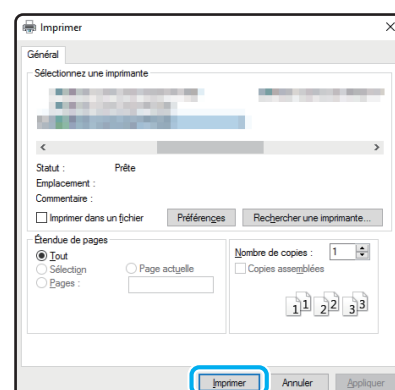 Imprimer
Général
Sélectionnez une imprimante
Statut : Prête
Emplacement :
Commentaire :
Imprimer dans un fichier Préférences Rechercher une imprimante...
Étendue de pages
Tout
Sélection Page actuelle
Pages :
Nombre de copies : 1
Copies assemblées
1 1 2 2 3 3
Imprimer Annuler Appliquer